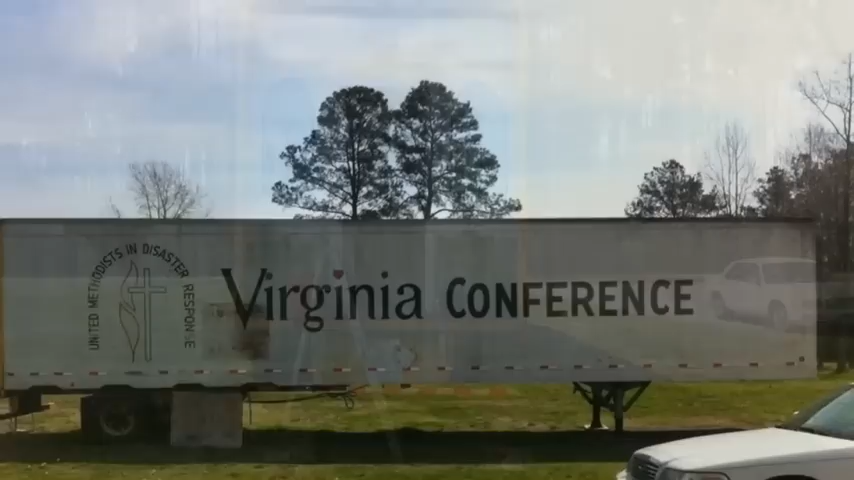 UNITED METHODISTS IN DISASTER RESPONSE
Virginia CONFERENCE